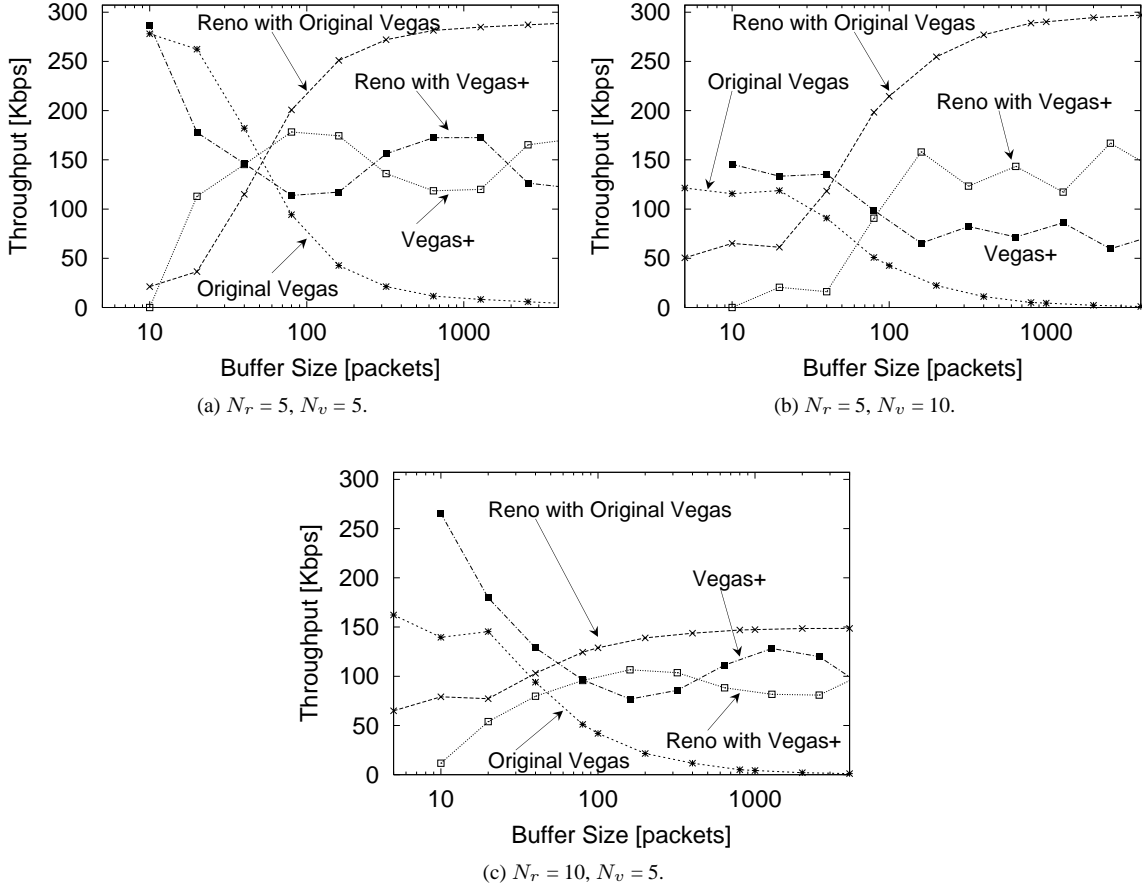 Throughput [Kbps]
300
250
200
150
100
50
0
Reno with Original Vegas
Reno with Vegas+
Vegas+
Original Vegas
10
100
1000
Buffer Size [packets]
(a) Nr = 5, Nv = 5.
Throughput [Kbps]
300
250
200
150
100
50
0
Reno with Original Vegas
Original Vegas
Reno with Vegas+
Vegas+
10
100
1000
Buffer Size [packets]
(b) Nr = 5, Nv = 10.
Throughput [Kbps]
300
250
200
150
100
50
0
Reno with Original Vegas
Vegas+
Reno with Vegas+
Original Vegas
10
100
1000
Buffer Size [packets]
(c) Nr = 10, Nv = 5.